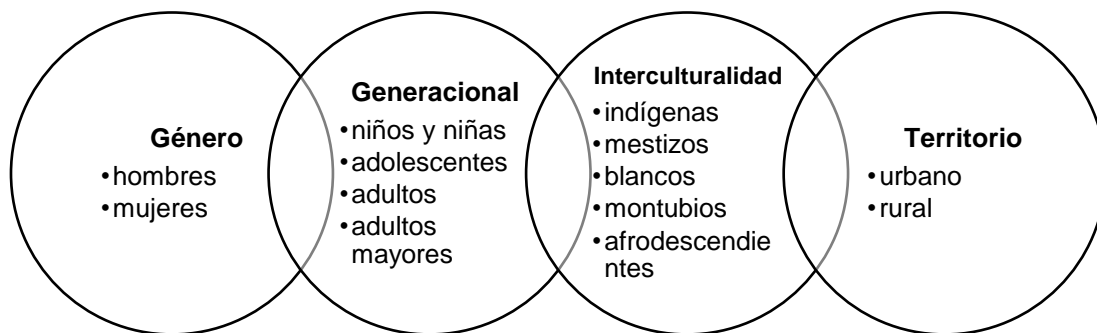 Género
•hombres
•mujeres
Generacional
•niños y niñas
•adolescentes
•adultos
•adultos
mayores
Interculturalidad
•indígenas
•mestizos
•blancos
•montubios
•afrodescendie
ntes
Territorio
•urbano
•rural